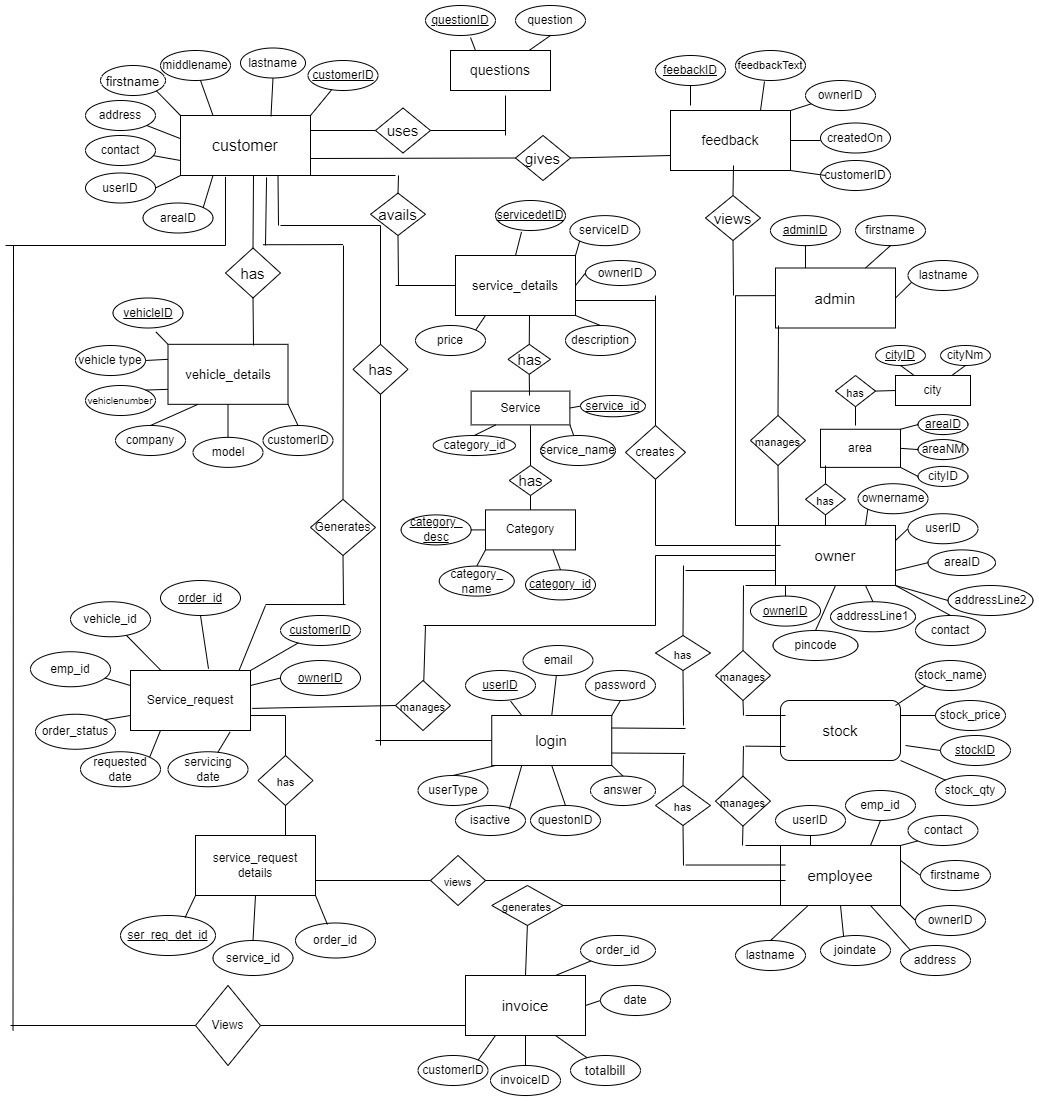 questionID
question
questions
firstname
middlename
lastname
customerID
address
contact
userID
areaID
customer
uses
gives
feebackID
feedbackText
ownerID
createdOn
customerID
feedback
avails
views
servicedetID
serviceID
ownerID
service_details
price
description
adminID
firstname
lastname
admin
has
vehicleID
vehicle type
vehiclenumber
vehicle_details
company
model
customerID
has
has
Service
service_id
category_id
service_name
creates
manages
cityID
cityNm
city
has
area
areaID
areaNM
cityID
has
has
Generates
category_
desc
Category
category_
name
category_id
ownername
userID
areaID
owner
addressLine2
ownerID
addressLine1
contact
pincode
order_id
vehicle_id
customerID
emp_id
ownerID
Service_request
order_status
requested
date
servicing
date
manages
has
manages
email
userID
password
login
userType
isactive
questonID
answer
stock_name
stock_price
stock
stockID
stock_qty
has
has
manages
service_request
details
ser_req_det_id
service_id
order_id
views
generates
userID
emp_id
contact
firstname
employee
ownerID
lastname
joindate
address
order_id
date
invoice
Views
customerID
invoiceID
totalbill